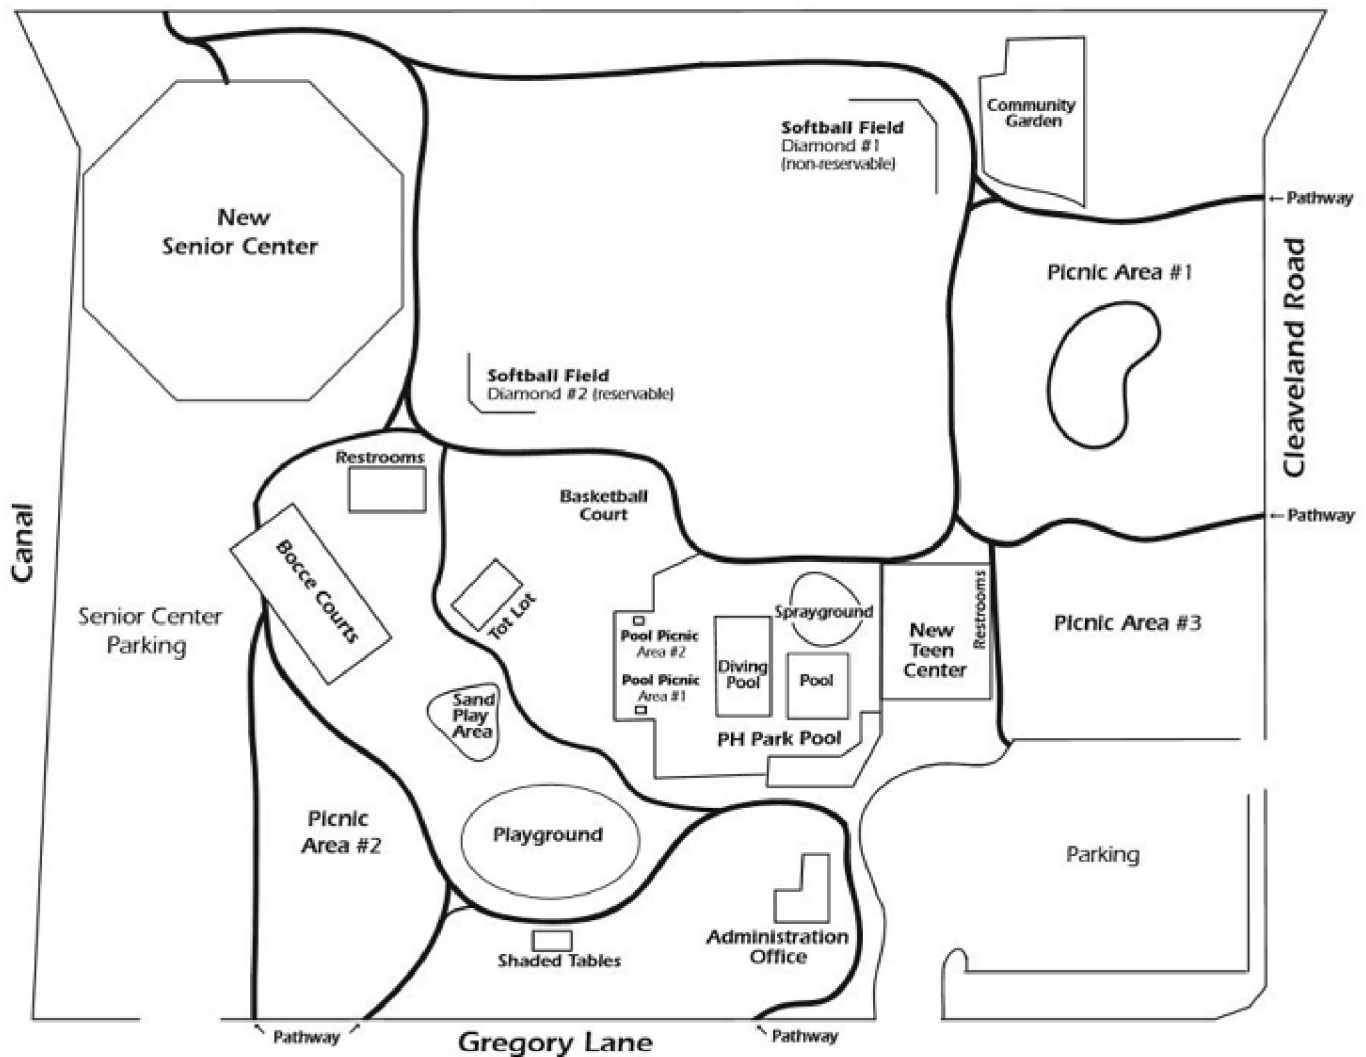 Community
Garden
Softball Field
Diamond #1
(non-reservable)
← Pathway
New
Senior Center
Picnic Area #1
Cleaveland Road
Softball Field
Diamond #2 (reservable)
Restrooms
Basketball
Court
← Pathway
Canal
Bocce Courts
Tot Lot
Senior Center
Parking
Sprayground
Restrooms
Pool Picnic
Area #2
New
Teen
Center
Picnic Area #3
Diving
Pool
Pool
Pool Picnic
Area #1
Sand
Play
Area
PH Park Pool
Picnic
Area #2
Playground
Parking
Administration
Office
Shaded Tables
← Pathway →
Gregory Lane
← Pathway